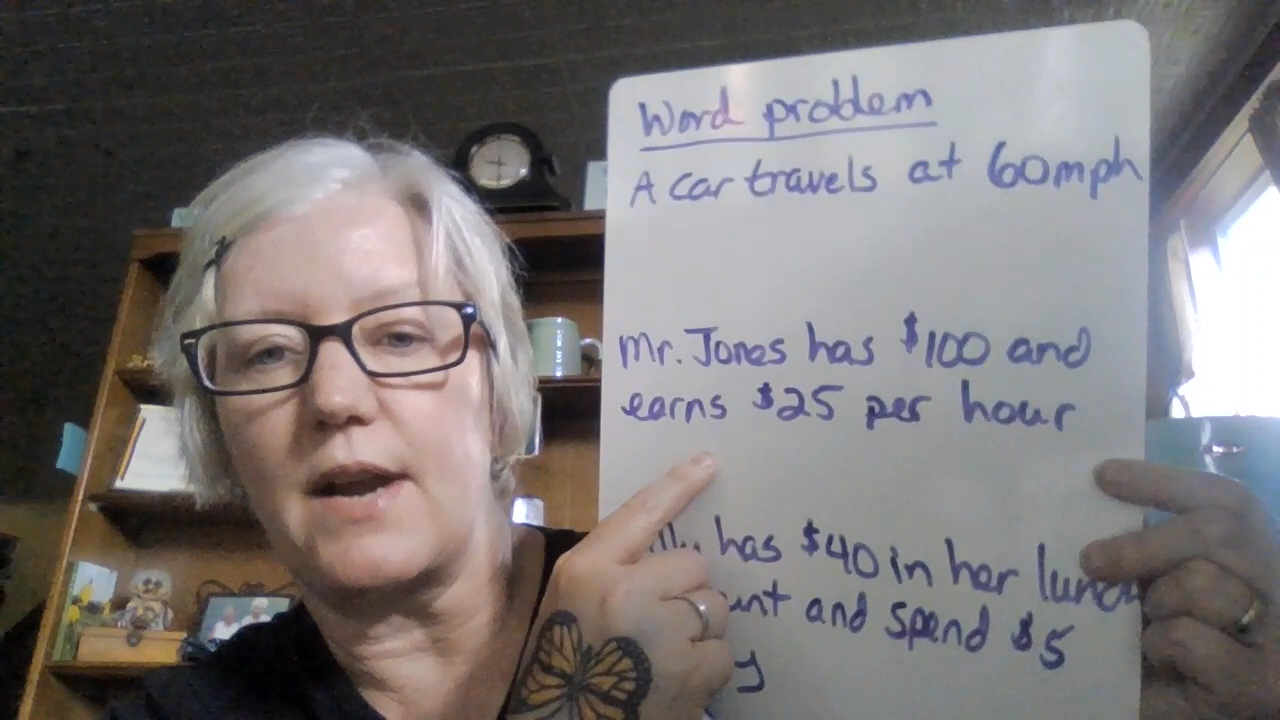 Word problem
A car travels at 60mph
Mr. Jones has $100 and
earns $25 per hour
has $40 in her lunch
and spend $5